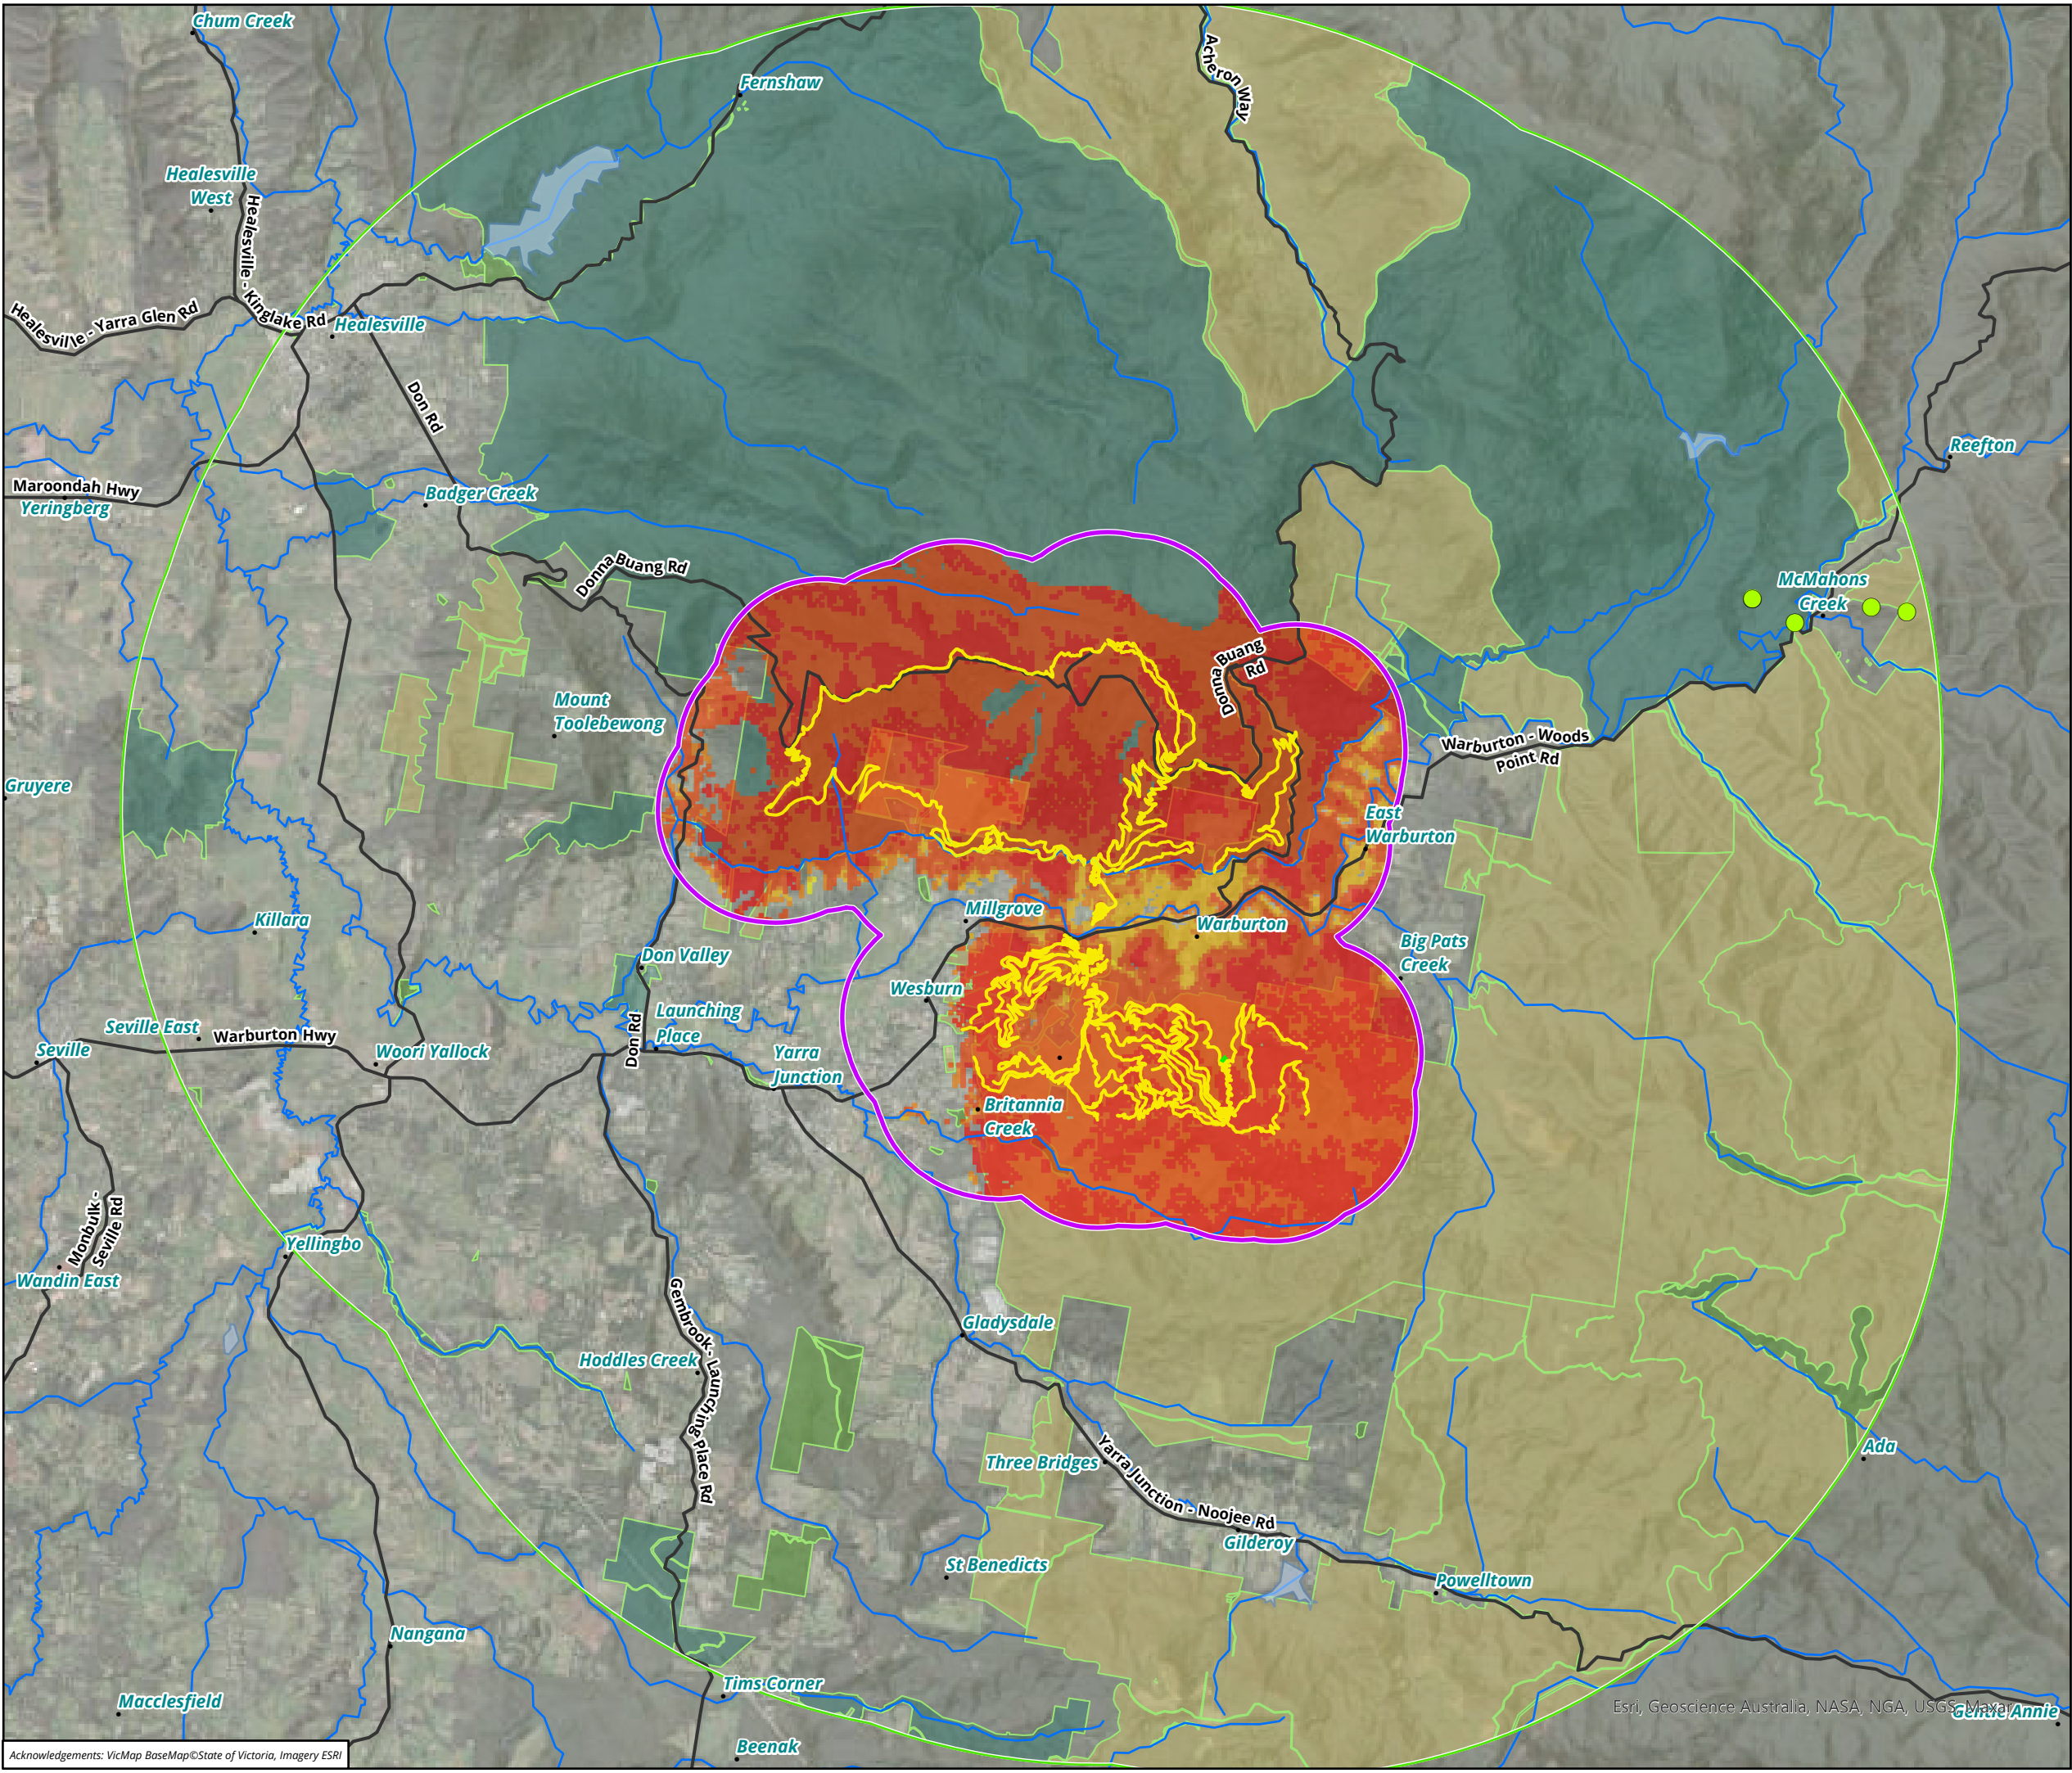 Chum Creek
Fernshaw
Acheron Way
Healesville
West
Healesville - Kinglake Rd
Healesville - Yarra Glen Rd
Healesville
Don Rd
Reefton
Maroondah Hwy
Yeringberg
Badger Creek
Donna Buang Rd
McMahons
Creek
Donna Buang
Rd
Mount
Toolebewong
Warburton - Woods
Point Rd
Gruyere
East
Warburton
Killara
Millgrove
Warburton
Big Pats
Creek
Don Valley
Wesburn
Launching
Place
Don Rd
Seville East
Warburton Hwy
Seville
Woori Yallock
Yarra
Junction
Britannia
Creek
Monbulk -
Seville Rd
Yellingbo
Wandin East
Gladysdale
Hoddles Creek
Gembrook - Launching Place Rd
Ada
Three Bridges
Yarra Junction - Noojee Rd
Gilderoy
St Benedicts
Powelltown
Nangana
Tims Corner
Macclesfield
Esri, Geoscience Australia, NASA, NGA, USGS, Maxar
Gentle Annie
Beenak
Acknowledgements: VicMap BaseMap©State of Victoria, Imagery ESRI